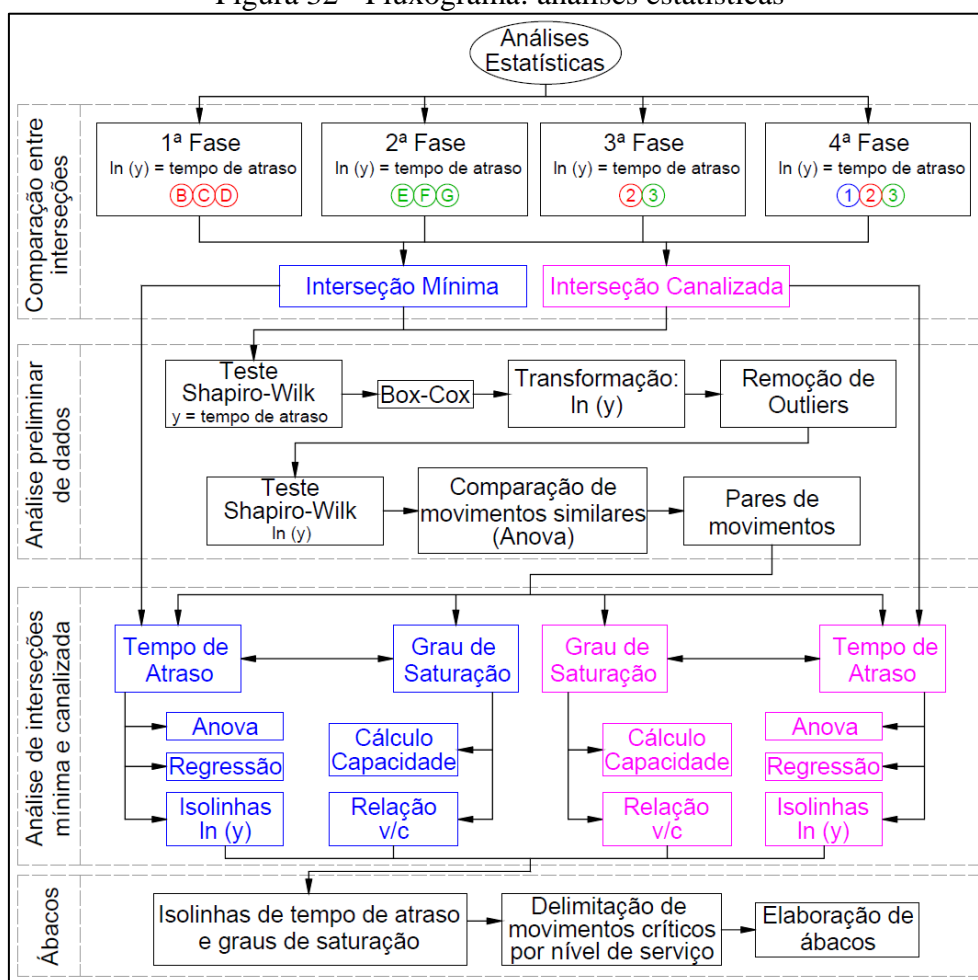 Figura 32 - Fluxograma: análises estatísticas
Análises
Estatísticas
Comparação entre
interseções
1ª Fase
ln (y) = tempo de atraso
B C D
2ª Fase
ln (y) = tempo de atraso
E F G
3ª Fase
ln (y) = tempo de atraso
2 3
4ª Fase
ln (y) = tempo de atraso
1 2 3
Interseção Mínima
Interseção Canalizada
Análise preliminar
de dados
Teste
Shapiro-Wilk
y = tempo de atraso
Box-Cox
Transformação:
ln (y)
Remoção de
Outliers
Teste
Shapiro-Wilk
ln (y)
Comparação de
movimentos similares
(Anova)
Pares de
movimentos
Análise de interseções
mínima e canalizada
Tempo de
Atraso
Grau de
Saturação
Grau de
Saturação
Tempo de
Atraso
Anova
Regressão
Isolinhas
ln (y)
Cálculo
Capacidade
Relação
v/c
Cálculo
Capacidade
Relação
v/c
Anova
Regressão
Isolinhas
ln (y)
Ábacos
Isolinhas de tempo de atraso
e graus de saturação
Delimitação de
movimentos críticos
por nível de serviço
Elaboração de
ábacos